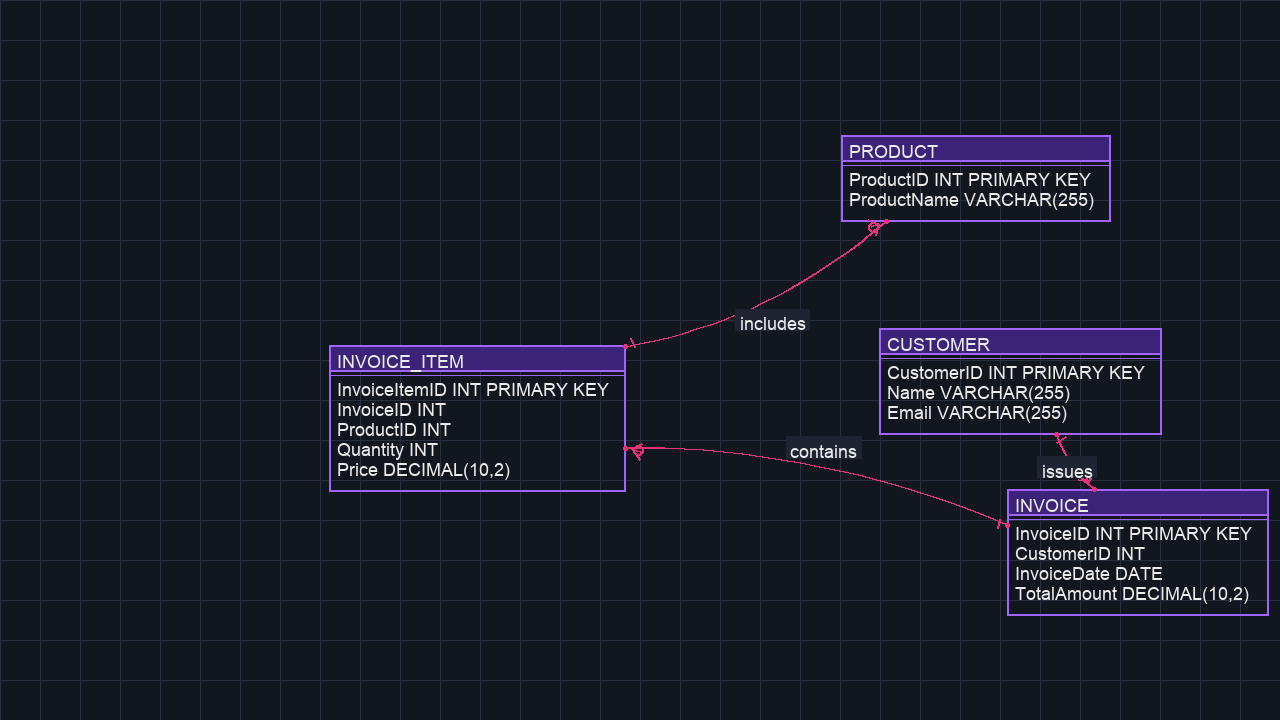 PRODUCT
ProductID INT PRIMARY KEY
ProductName VARCHAR(255)
includes
CUSTOMER
CustomerID INT PRIMARY KEY
Name VARCHAR(255)
Email VARCHAR(255)
INVOICE_ITEM
InvoiceItemID INT PRIMARY KEY
InvoiceID INT
ProductID INT
Quantity INT
Price DECIMAL(10,2)
contains
issues
INVOICE
InvoiceID INT PRIMARY KEY
CustomerID INT
InvoiceDate DATE
TotalAmount DECIMAL(10,2)